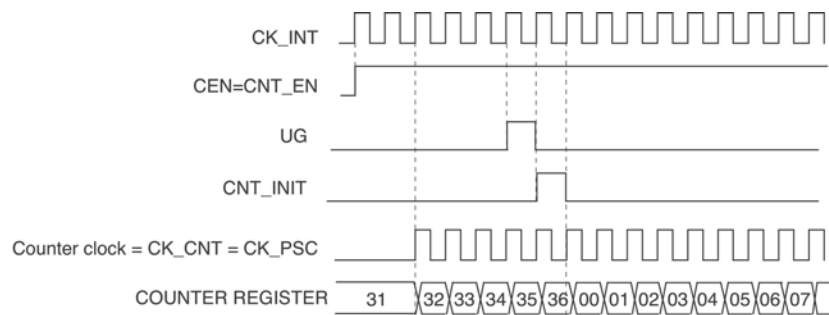 CK_INT
CEN=CNT_EN
UG
CNT_INIT
Counter clock = CK_CNT = CK_PSC
COUNTER REGISTER 31 32 33 34 35 36 00 01 02 03 04 05 06 07